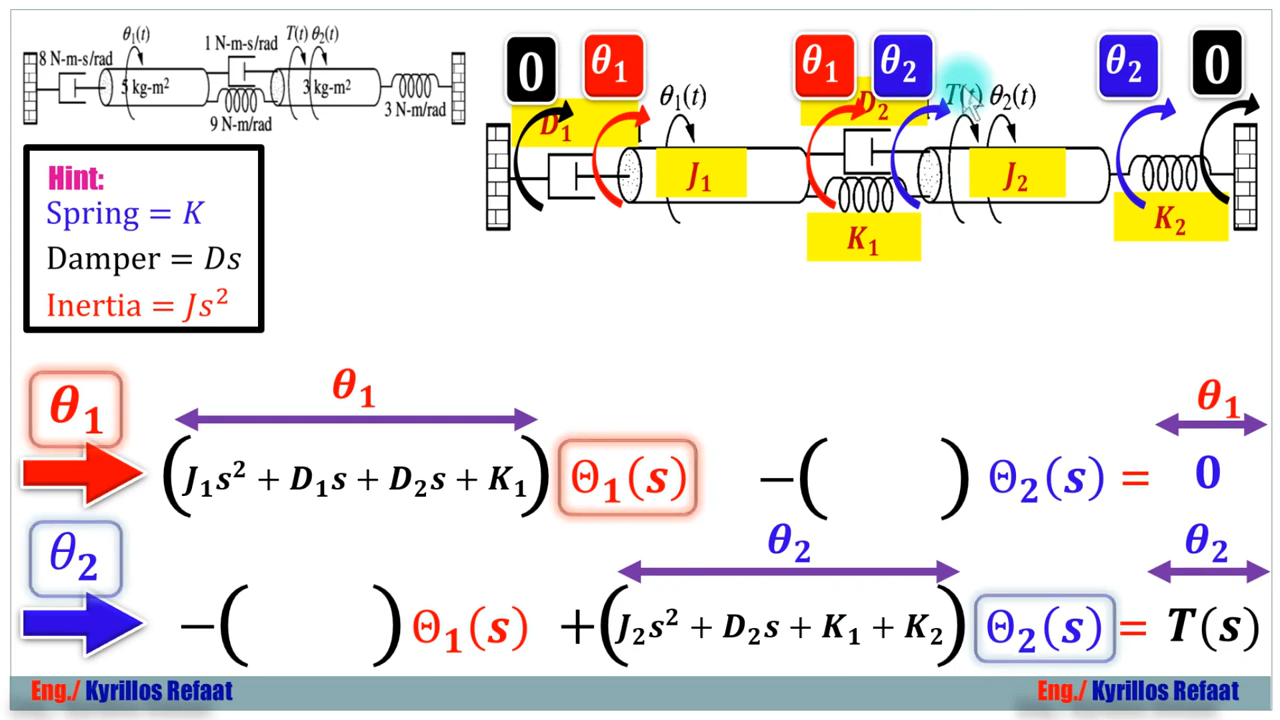 θ₁(t)
8 N-m-s/rad
1 N-m-s/rad
T(t) θ₂(t)
5 kg-m²
3 kg-m²
9 N-m/rad
3 N-m/rad
0 θ₁ θ₁ θ₂ θ₂ 0
D₁ θ₁(t) D₂ T(t) θ₂(t)
J₁ J₂
K₁ K₂
Hint:
Spring = K
Damper = Ds
Inertia = Js²
θ₁ θ₁ θ₁
(J₁s² + D₁s + D₂s + K₁) Θ₁(s) −( ) Θ₂(s) = 0
θ₂ θ₂ θ₂
−( ) Θ₁(s) +(J₂s² + D₂s + K₁ + K₂) Θ₂(s) = T(s)
Eng./ Kyrillos Refaat Eng./ Kyrillos Refaat